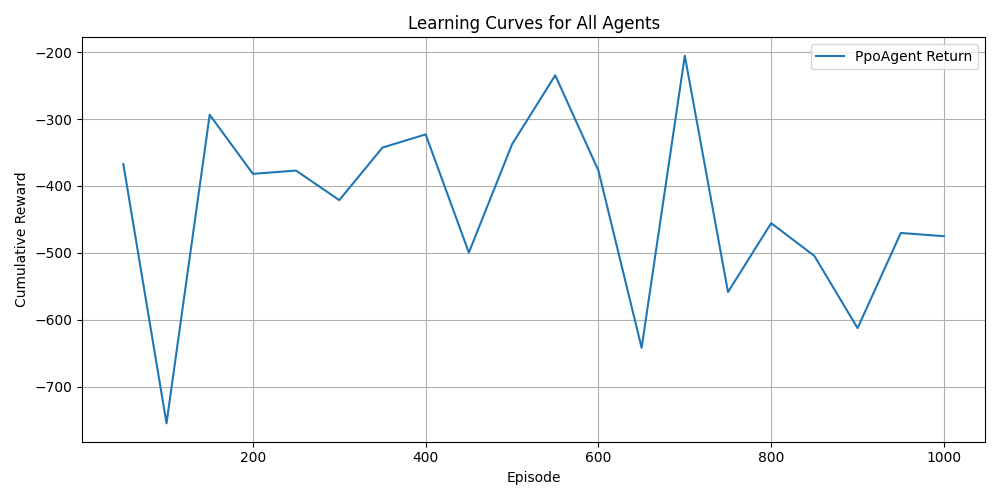 Learning Curves for All Agents
PpoAgent Return
Cumulative Reward
−200
−300
−400
−500
−600
−700
200 400 600 800 1000
Episode